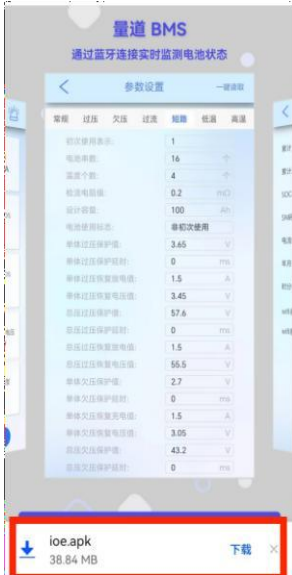 量道 BMS
通过蓝牙连接实时监测电池状态
参数设置
一键读取
常规 过压 欠压 过流 短路 低温 高温
初次使用表示: 1
电池串数: 16 个
温度个数: 4 个
检流电阻值: 0.2 mΩ
设计容量: 100 Ah
电池使用标志: 非初次使用
单体过压保护值: 3.65 V
单体过压保护延时: 0 ms
单体过压恢复放电值: 1.5 A
单体过压恢复电压值: 3.45 V
总压过压保护值: 57.6 V
总压过压保护延时: 0 ms
总压过压恢复放电值: 1.5 A
总压过压恢复电压值: 55.5 V
单体欠压保护值: 2.7 V
单体欠压保护延时: 0 ms
单体欠压恢复充电值: 1.5 A
单体欠压恢复电压值: 3.05 V
总压欠压保护值: 43.2 V
总压欠压保护延时: 0 ms
ioe.apk
38.84 MB
下载